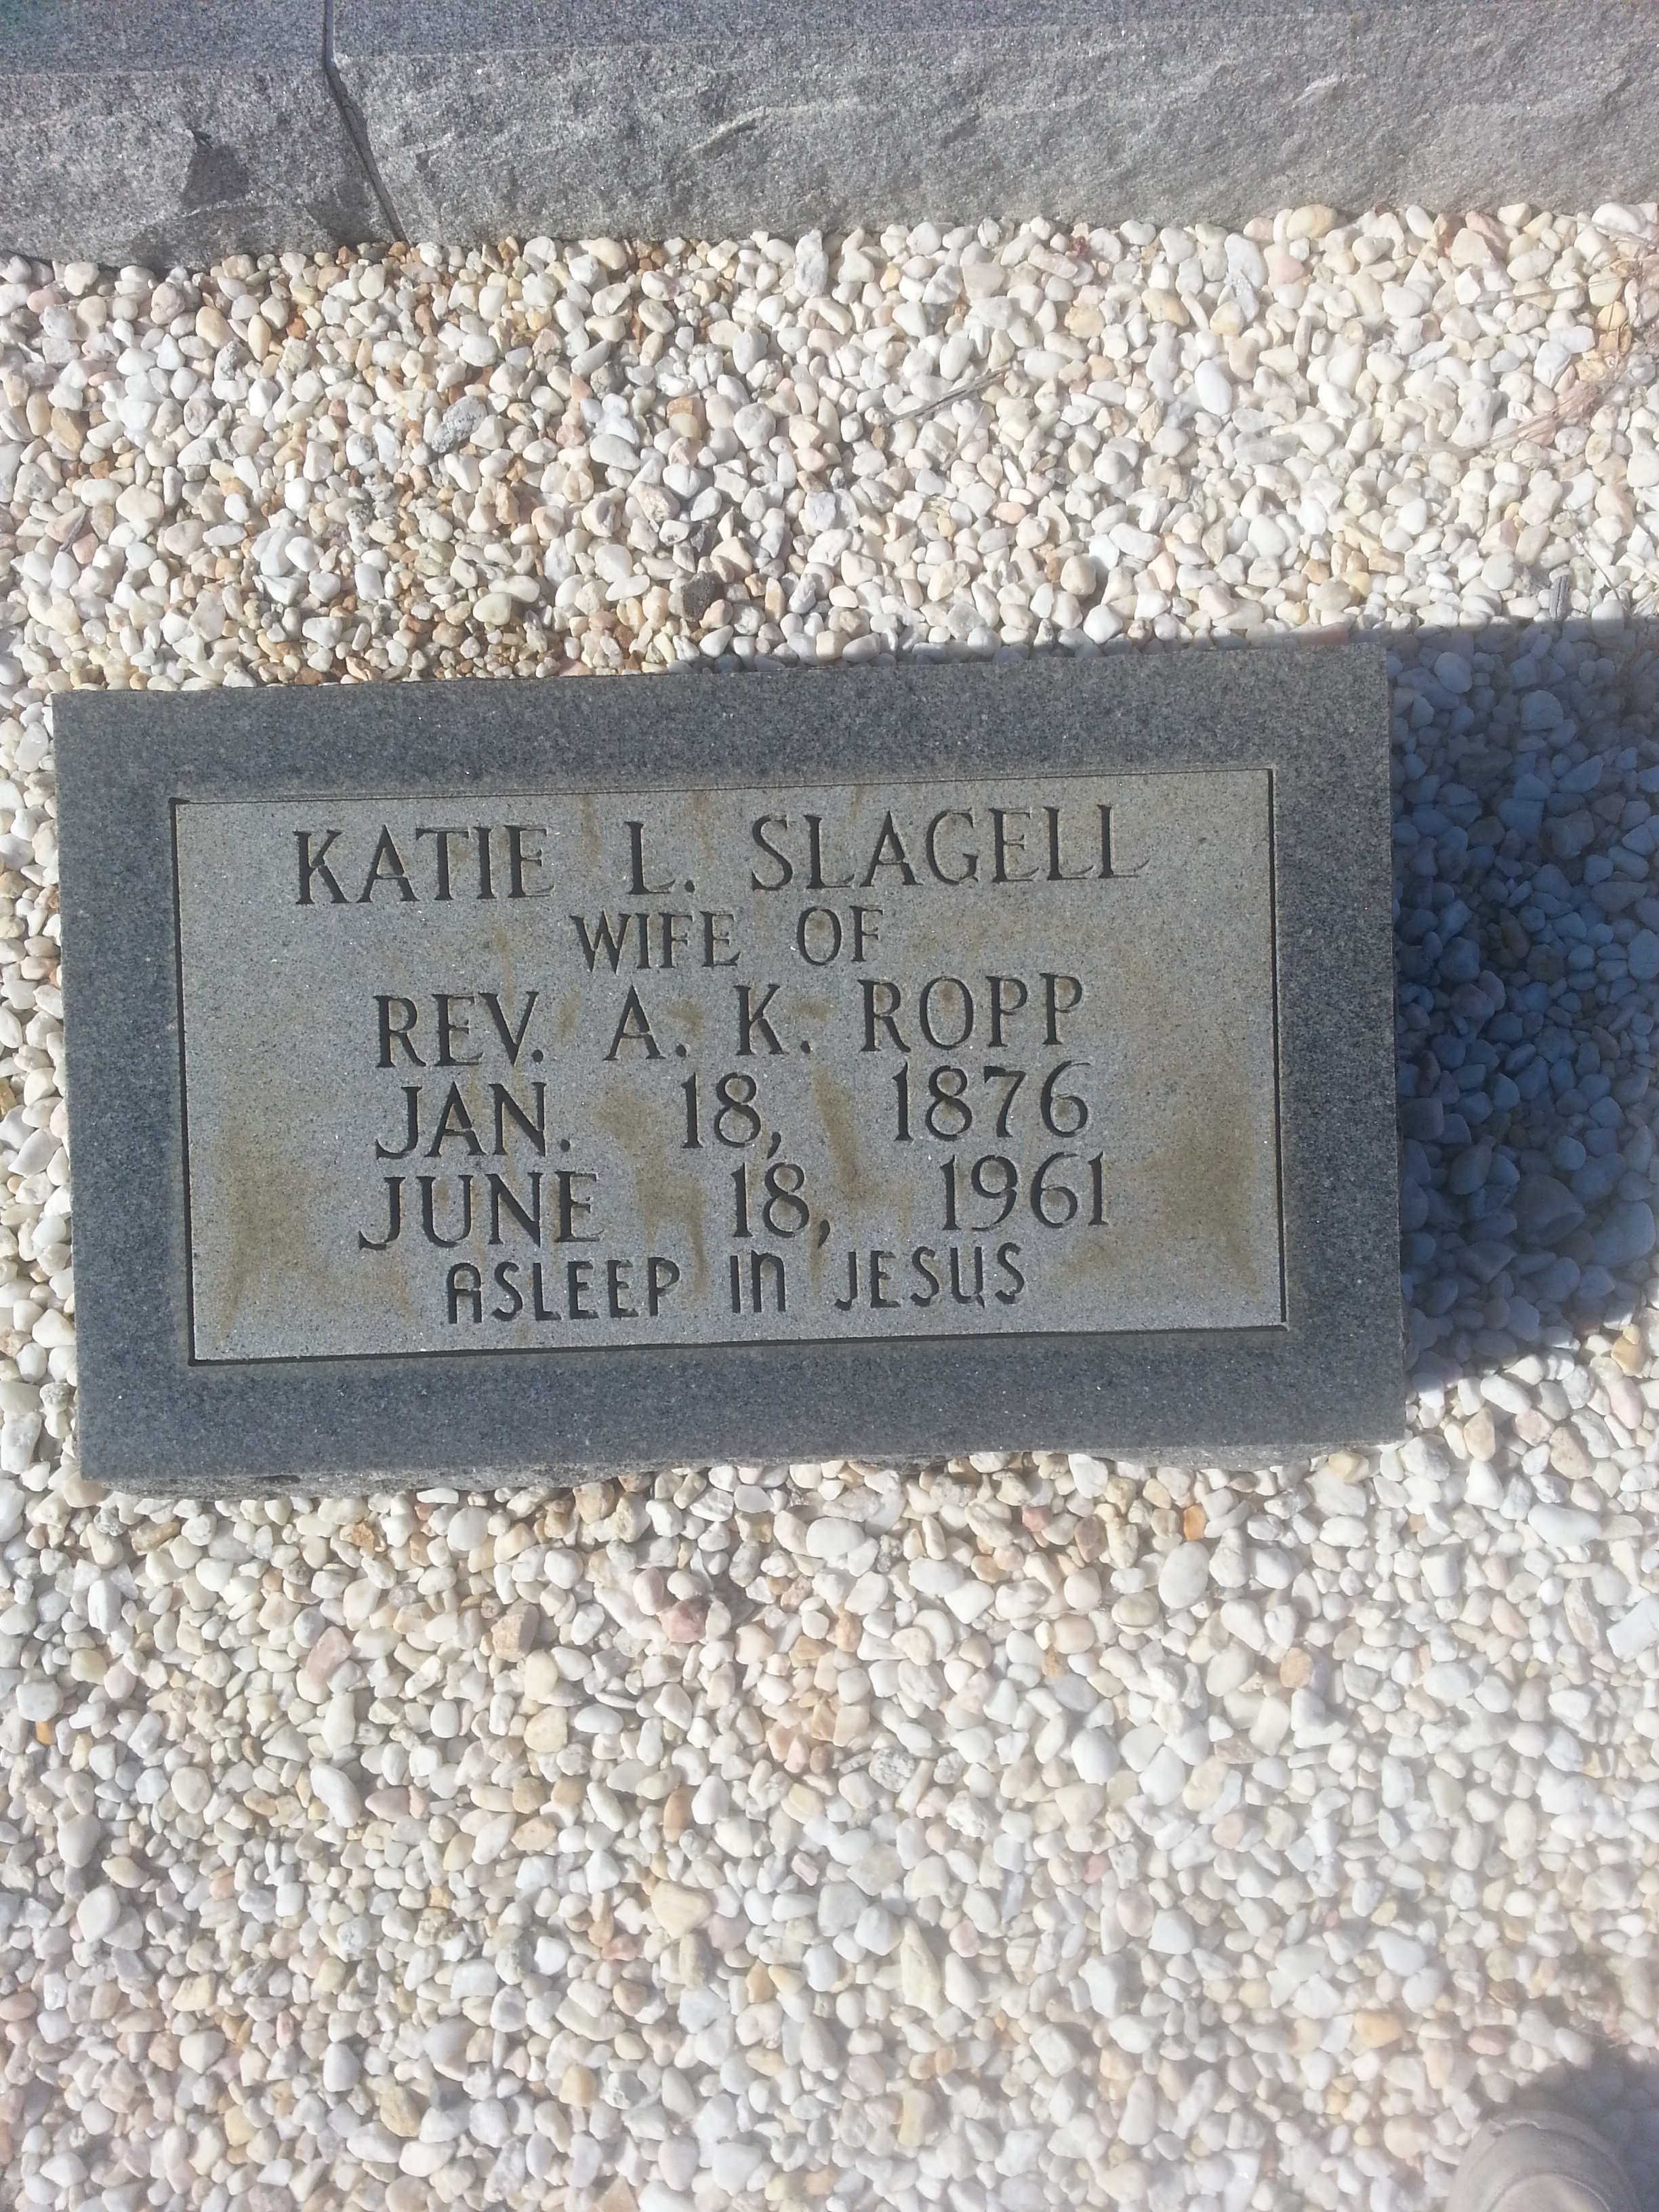 KATIE L. SLAGELL
WIFE OF
REV. A. K. ROPP
JAN. 18, 1876
JUNE 18, 1961
ASLEEP IN JESUS